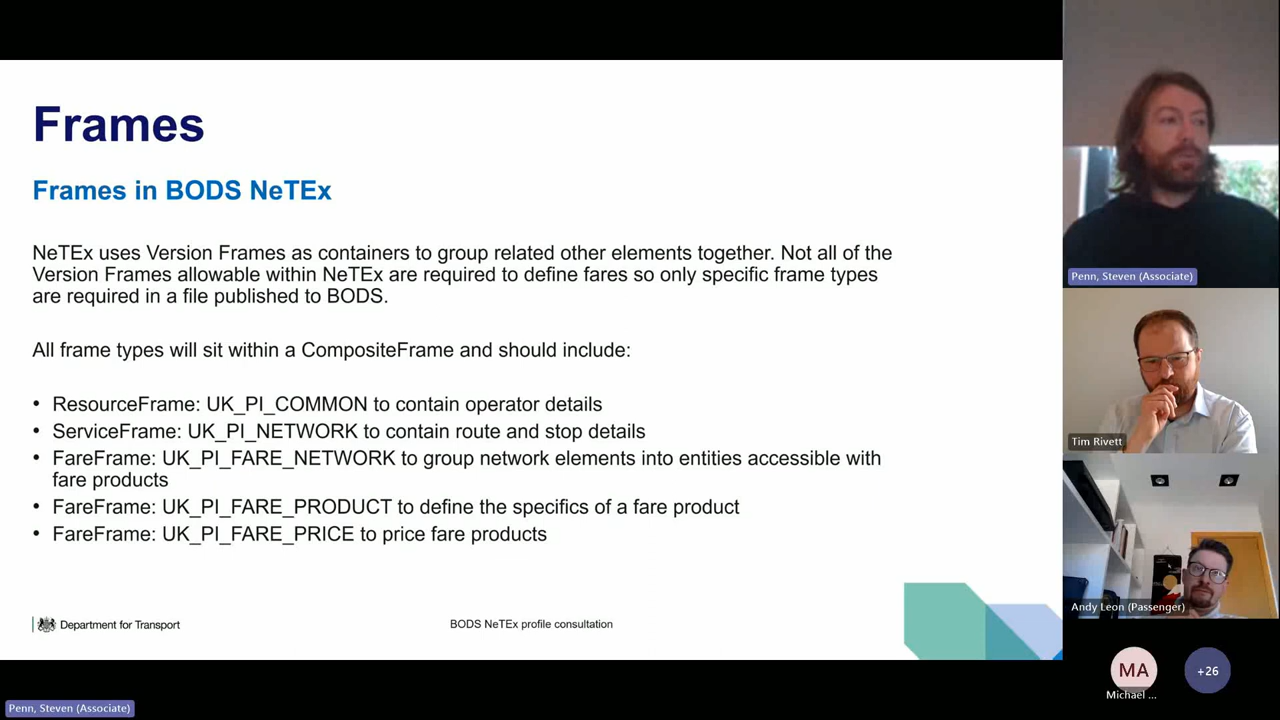 Frames
Frames in BODS NeTEx
NeTEx uses Version Frames as containers to group related other elements together. Not all of the
Version Frames allowable within NeTEx are required to define fares so only specific frame types
are required in a file published to BODS.
All frame types will sit within a CompositeFrame and should include:
• ResourceFrame: UK_PI_COMMON to contain operator details
• ServiceFrame: UK_PI_NETWORK to contain route and stop details
• FareFrame: UK_PI_FARE_NETWORK to group network elements into entities accessible with
fare products
• FareFrame: UK_PI_FARE_PRODUCT to define the specifics of a fare product
• FareFrame: UK_PI_FARE_PRICE to price fare products
Department for Transport
BODS NeTEx profile consultation
Penn, Steven (Associate)
Tim Rivett
Andy Leon (Passenger)
MA
+26
Michael ...
Penn, Steven (Associate)